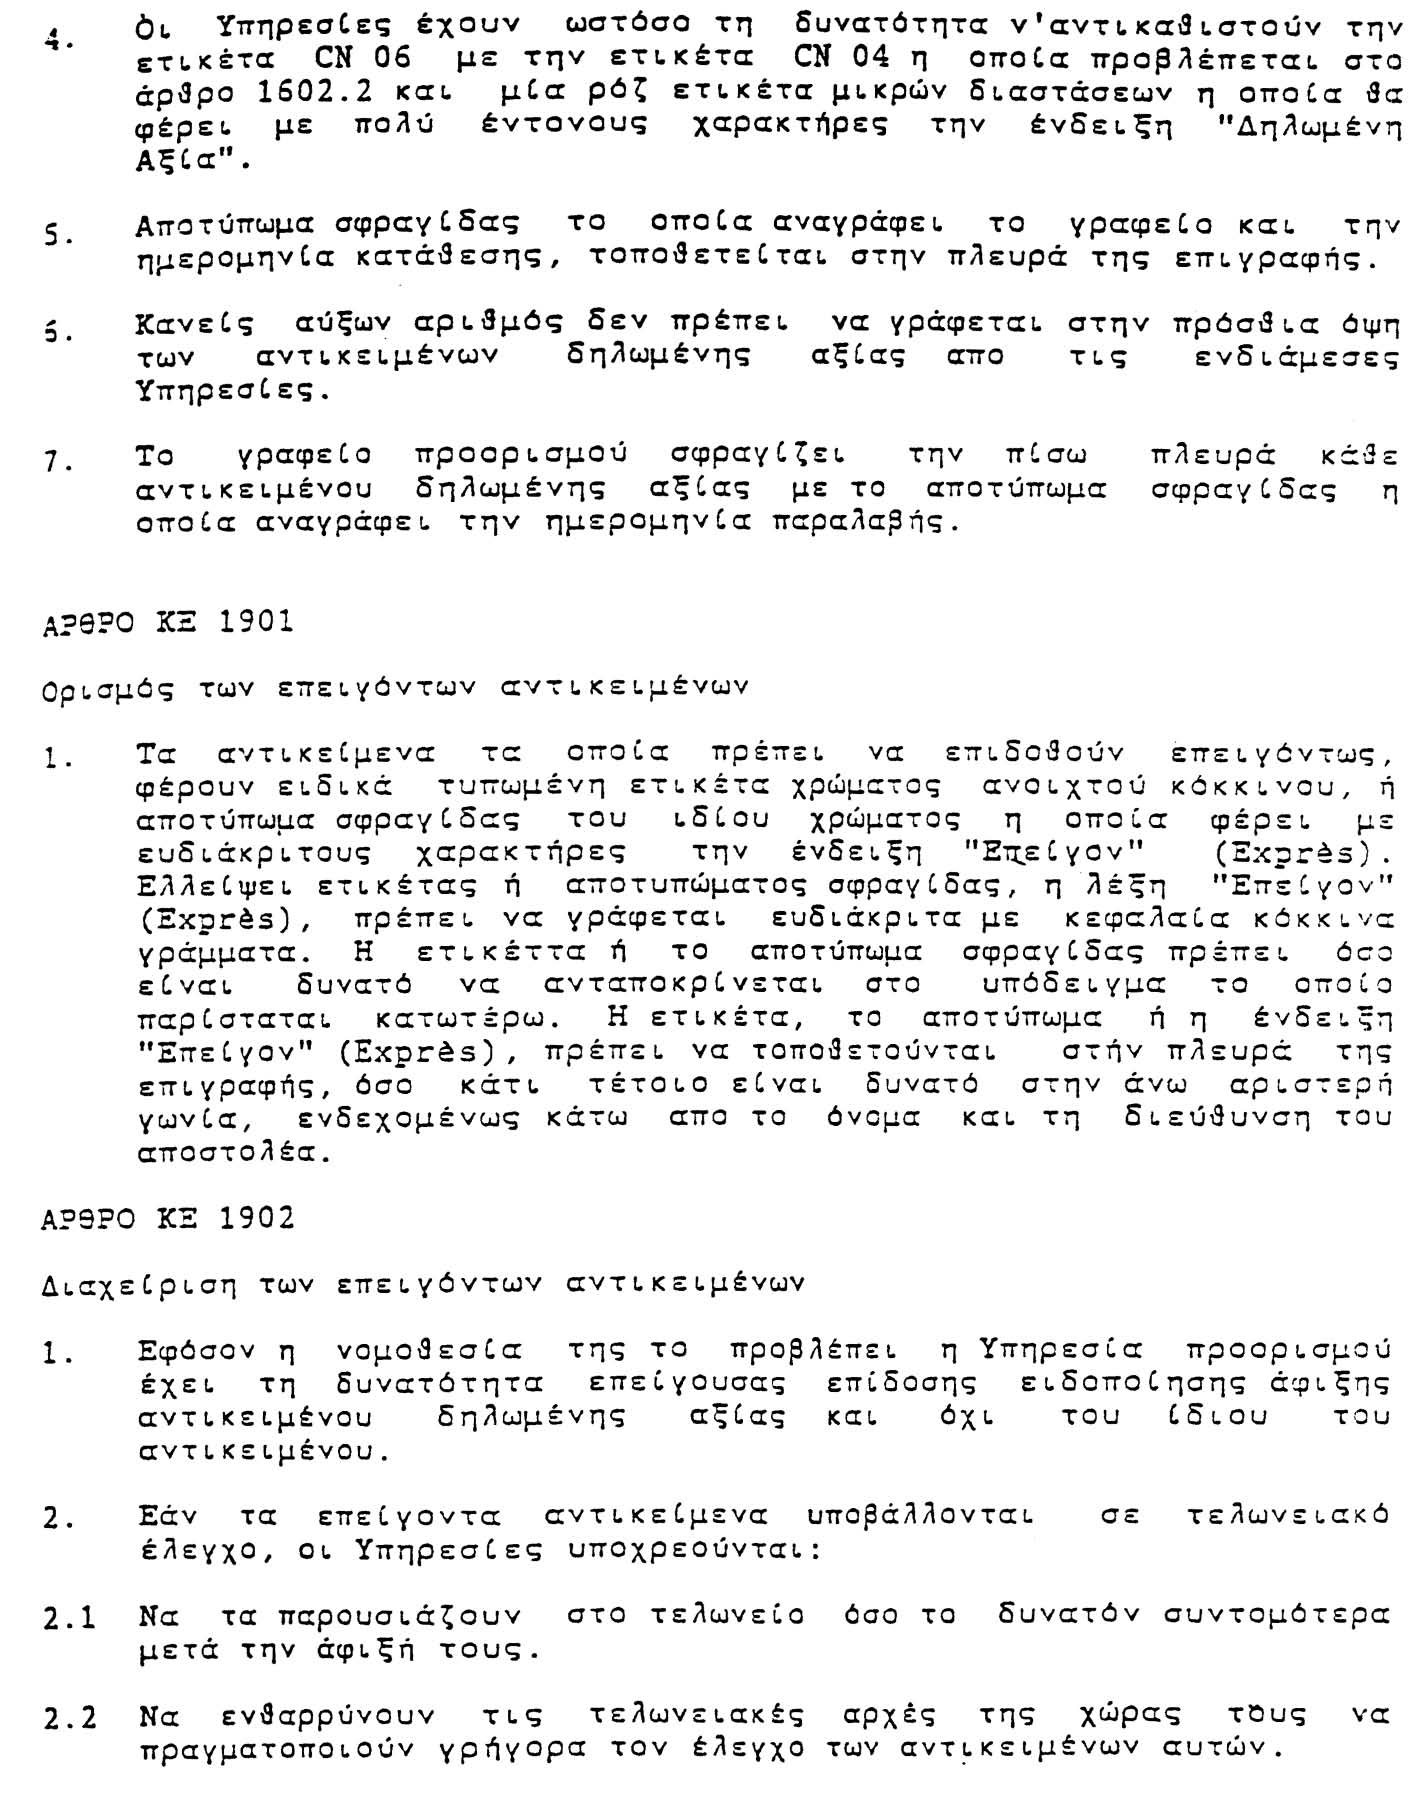 4. Οι Υπηρεσίες έχουν ωστόσο τη δυνατότητα ν'αντικαθιστούν την
ετικέτα CN 06 με την ετικέτα CN 04 η οποία προβλέπεται στο
άρθρο 1602.2 και μία ρόζ ετικέτα μικρών διαστάσεων η οποία θα
φέρει με πολύ έντονους χαρακτήρες την ένδειξη "Δηλωμένη
Αξία".
5. Αποτύπωμα σφραγίδας το οποία αναγράφει το γραφείο και την
ημερομηνία κατάθεσης, τοποθετείται στην πλευρά της επιγραφής.
6. Κανείς αύξων αριθμός δεν πρέπει να γράφεται στην πρόσθια όψη
των αντικειμένων δηλωμένης αξίας απο τις ενδιάμεσες
Υπηρεσίες.
7. Το γραφείο προορισμού σφραγίζει την πίσω πλευρά κάθε
αντικειμένου δηλωμένης αξίας με το αποτύπωμα σφραγίδας η
οποία αναγράφει την ημερομηνία παραλαβής.
ΑΡΘΡΟ ΚΞ 1901
Ορισμός των επειγόντων αντικειμένων
1. Τα αντικείμενα τα οποία πρέπει να επιδοθούν επειγόντως,
φέρουν ειδικά τυπωμένη ετικέτα χρώματος ανοιχτού κόκκινου, ή
αποτύπωμα σφραγίδας του ιδίου χρώματος η οποία φέρει με
ευδιάκριτους χαρακτήρες την ένδειξη "Επείγον" (Exprès).
Ελλείψει ετικέτας ή αποτυπώματος σφραγίδας, η λέξη "Επείγον"
(Exprès), πρέπει να γράφεται ευδιάκριτα με κεφαλαία κόκκινα
γράμματα. Η ετικέττα ή το αποτύπωμα σφραγίδας πρέπει όσο
είναι δυνατό να ανταποκρίνεται στο υπόδειγμα το οποίο
παρίσταται κατωτέρω. Η ετικέτα, το αποτύπωμα ή η ένδειξη
"Επείγον" (Exprès), πρέπει να τοποθετούνται στήν πλευρά της
επιγραφής, όσο κάτι τέτοιο είναι δυνατό στην άνω αριστερή
γωνία, ενδεχομένως κάτω απο το όνομα και τη διεύθυνση του
αποστολέα.
ΑΡΘΡΟ ΚΞ 1902
Διαχείριση των επειγόντων αντικειμένων
1. Εφόσον η νομοθεσία της το προβλέπει η Υπηρεσία προορισμού
έχει τη δυνατότητα επείγουσας επίδοσης ειδοποίησης άφιξης
αντικειμένου δηλωμένης αξίας και όχι του ίδιου του
αντικειμένου.
2. Εάν τα επείγοντα αντικείμενα υποβάλλονται σε τελωνειακό
έλεγχο, οι Υπηρεσίες υποχρεούνται:
2.1 Να τα παρουσιάζουν στο τελωνείο όσο το δυνατόν συντομότερα
μετά την άφιξή τους.
2.2 Να ενθαρρύνουν τις τελωνειακές αρχές της χώρας τους να
πραγματοποιούν γρήγορα τον έλεγχο των αντικειμένων αυτών.